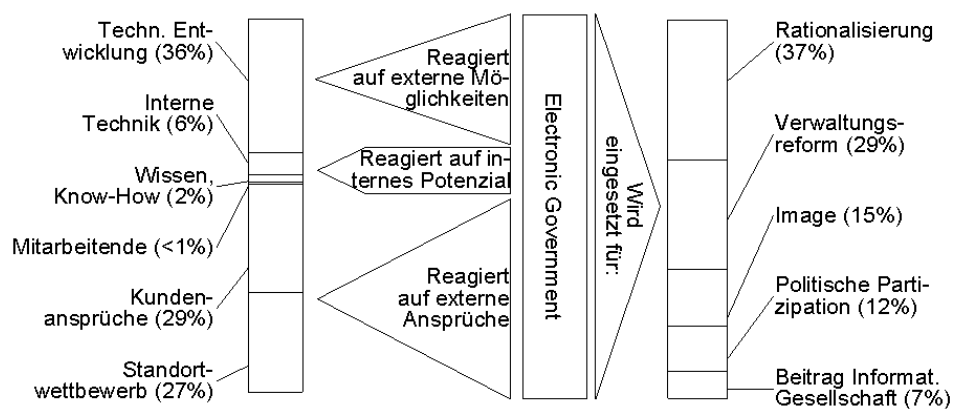 Techn. Ent-
wicklung (36%)
Interne
Technik (6%)
Wissen,
Know-How (2%)
Mitarbeitende (<1%)
Kunden-
ansprüche (29%)
Standort-
wettbewerb (27%)
Reagiert
auf externe Mö-
glichkeiten
Reagiert auf in-
ternes Potenzial
Reagiert
auf externe
Ansprüche
Electronic Government
Wird
eingesetzt für:
Rationalisierung
(37%)
Verwaltungs-
reform (29%)
Image (15%)
Politische Parti-
zipation (12%)
Beitrag Informat.
Gesellschaft (7%)